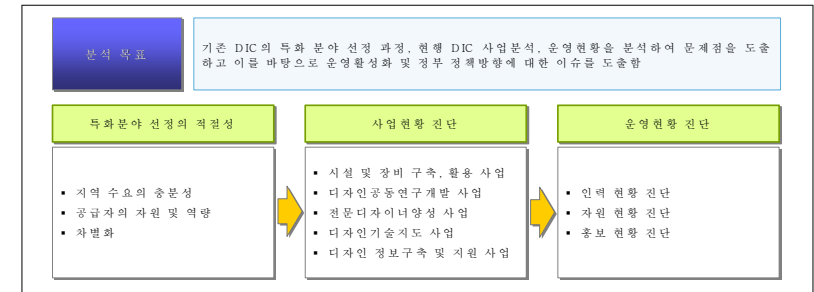 분석 목표
기존 DIC의 특화 분야 선정 과정, 현행 DIC 사업분석, 운영현황을 분석하여 문제점을 도출
하고 이를 바탕으로 운영활성화 및 정부 정책방향에 대한 이슈를 도출함
특화분야 선정의 적절성
▪ 지역 수요의 충분성
▪ 공급자의 자원 및 역량
▪ 차별화
사업현황 진단
▪ 시설 및 장비 구축, 활용 사업
▪ 디자인공동연구개발 사업
▪ 전문디자이너양성 사업
▪ 디자인기술지도 사업
▪ 디자인 정보구축 및 지원 사업
운영현황 진단
▪ 인력 현황 진단
▪ 자원 현황 진단
▪ 홍보 현황 진단